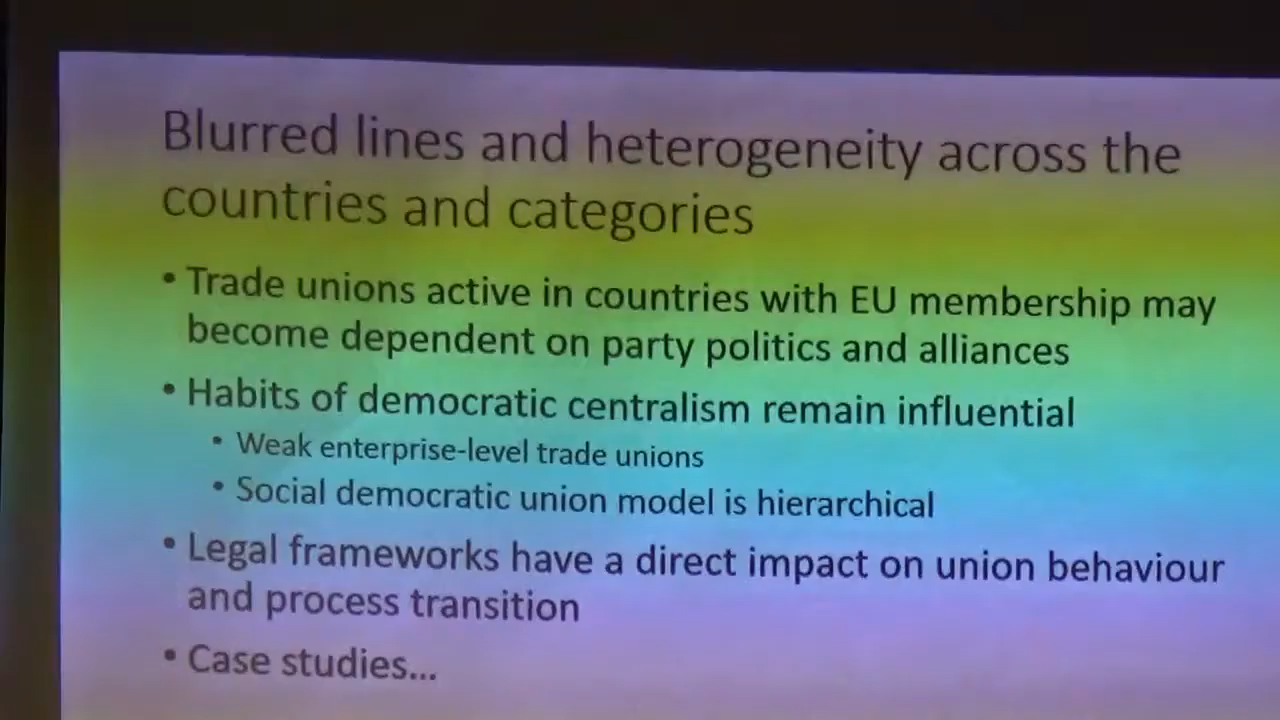 Blurred lines and heterogeneity across the
countries and categories
• Trade unions active in countries with EU membership may
become dependent on party politics and alliances
• Habits of democratic centralism remain influential
• Weak enterprise-level trade unions
• Social democratic union model is hierarchical
• Legal frameworks have a direct impact on union behaviour
and process transition
• Case studies...